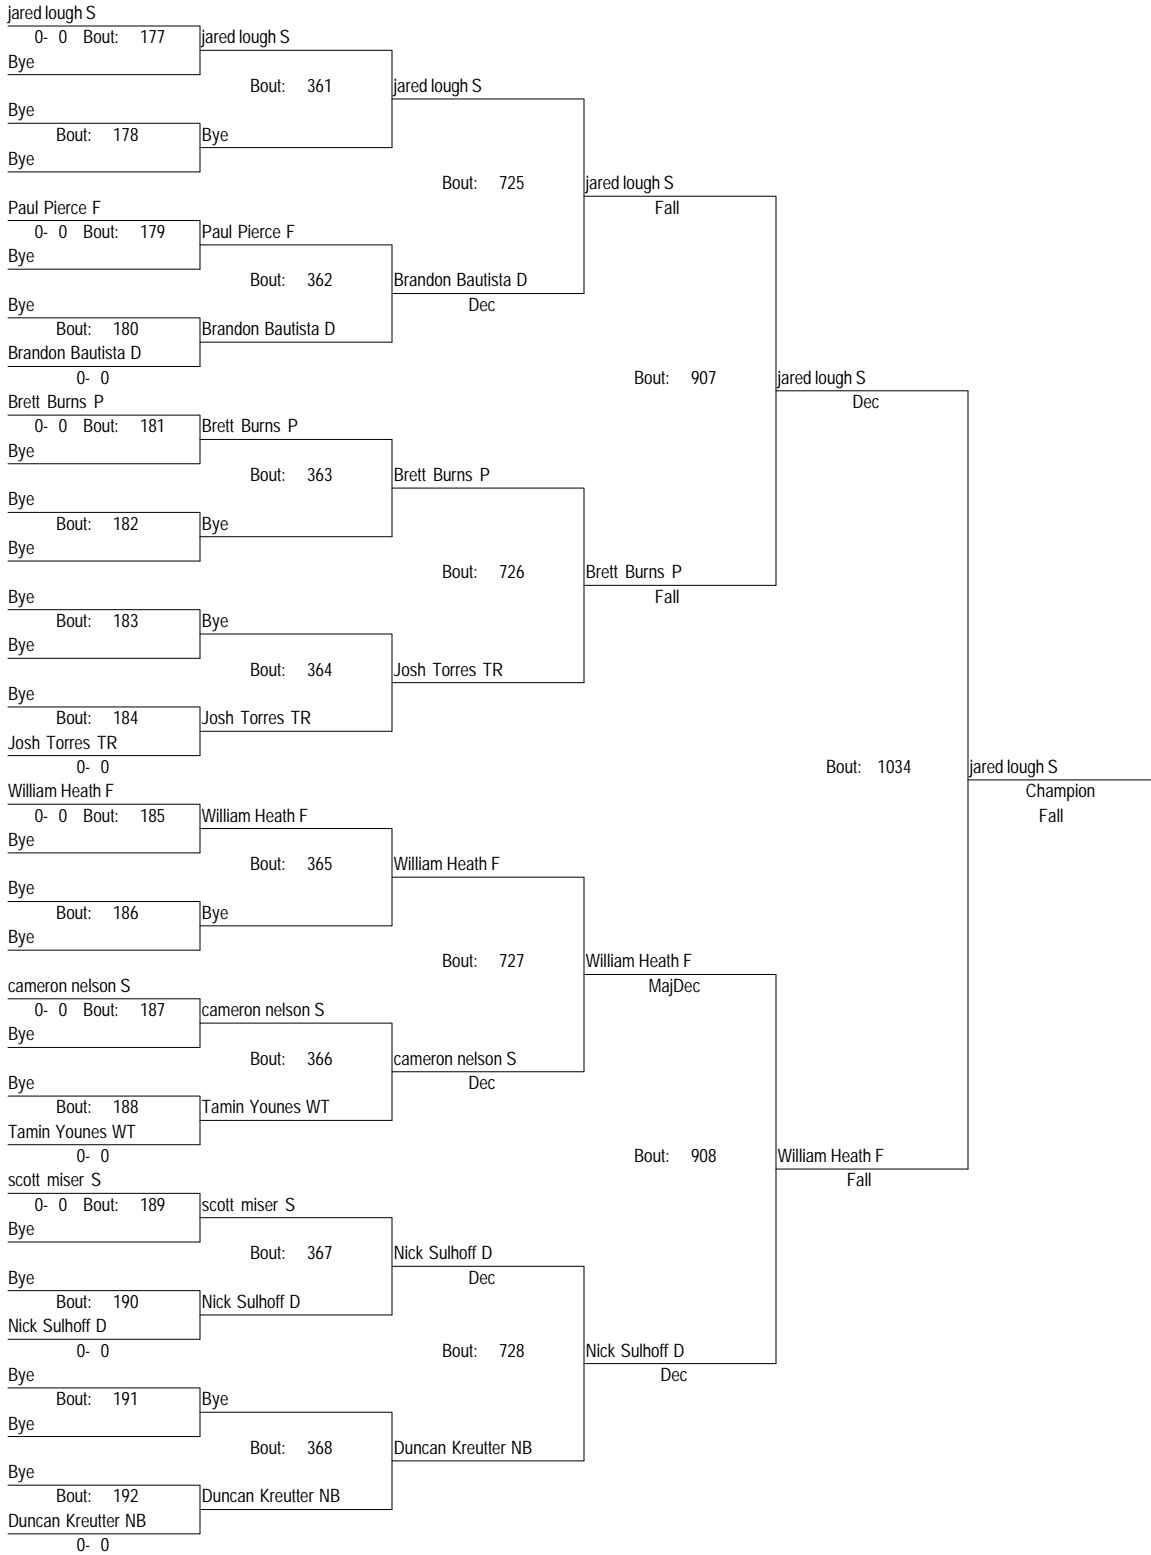 jared lough S
0- 0 Bout: 177 jared lough S
Bye
Bout: 361 jared lough S
Bye
Bout: 178 Bye
Bye
Bout: 725 jared lough S
Paul Pierce F Fall
0- 0 Bout: 179 Paul Pierce F
Bye
Bout: 362 Brandon Bautista D
Bye Dec
Bout: 180 Brandon Bautista D
Brandon Bautista D
0- 0 Bout: 907 jared lough S
Brett Burns P Dec
0- 0 Bout: 181 Brett Burns P
Bye
Bout: 363 Brett Burns P
Bye
Bout: 182 Bye
Bye
Bout: 726 Brett Burns P
Bye Fall
Bout: 183 Bye
Bye
Bout: 364 Josh Torres TR
Bye
Bout: 184 Josh Torres TR
Josh Torres TR
0- 0 Bout: 1034 jared lough S
William Heath F Champion
0- 0 Bout: 185 William Heath F Fall
Bye
Bout: 365 William Heath F
Bye
Bout: 186 Bye
Bye
Bout: 727 William Heath F
cameron nelson S MajDec
0- 0 Bout: 187 cameron nelson S
Bye
Bout: 366 cameron nelson S
Bye Dec
Bout: 188 Tamin Younes WT
Tamin Younes WT
0- 0 Bout: 908 William Heath F
scott miser S Fall
0- 0 Bout: 189 scott miser S
Bye
Bout: 367 Nick Sulhoff D
Bye Dec
Bout: 190 Nick Sulhoff D
Nick Sulhoff D
0- 0 Bout: 728 Nick Sulhoff D
Bye Dec
Bout: 191 Bye
Bye
Bout: 368 Duncan Kreutter NB
Bye
Bout: 192 Duncan Kreutter NB
Duncan Kreutter NB
0- 0